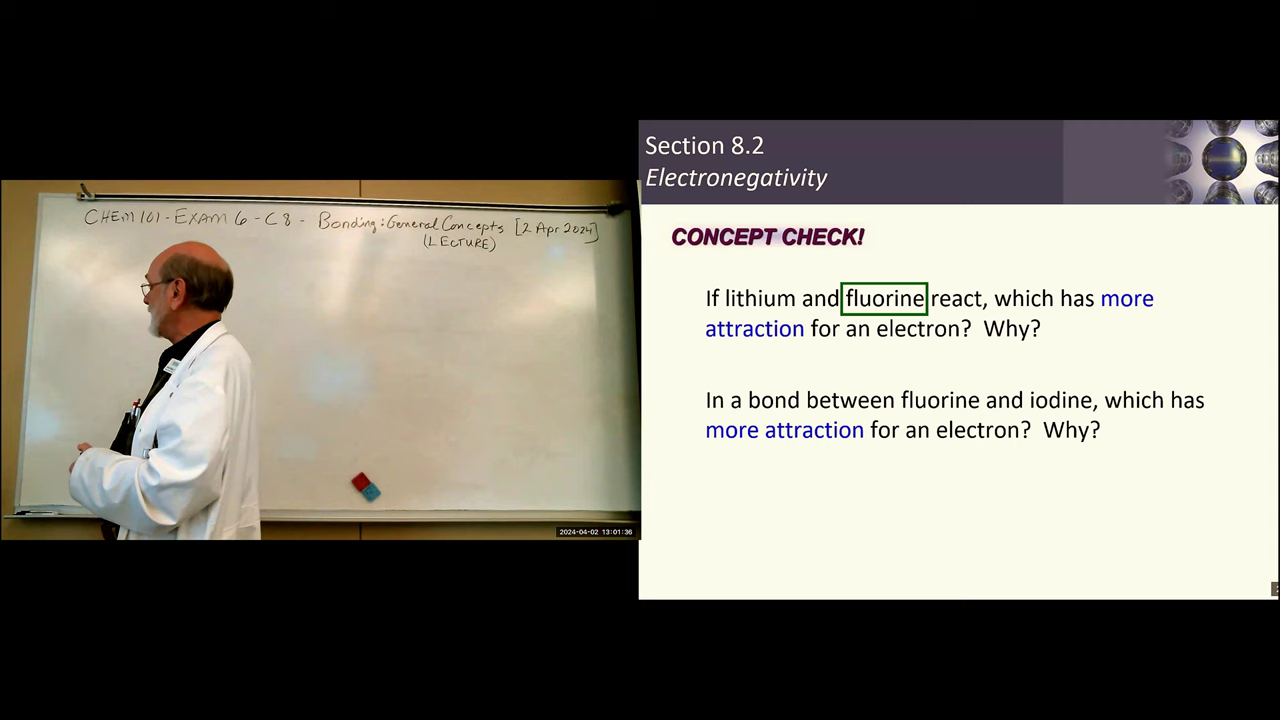 CHEM 101 - EXAM 6 - C 8 - Bonding: General Concepts [2 Apr 2024]
(LECTURE)
2024-04-02 13:01:36
Section 8.2
Electronegativity
CONCEPT CHECK!
If lithium and fluorine react, which has more
attraction for an electron? Why?
In a bond between fluorine and iodine, which has
more attraction for an electron? Why?